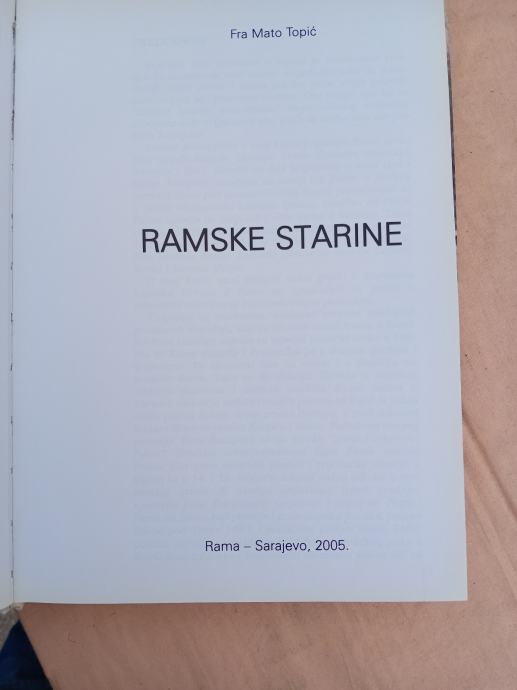 Fra Mato Topić
RAMSKE STARINE
Rama – Sarajevo, 2005.